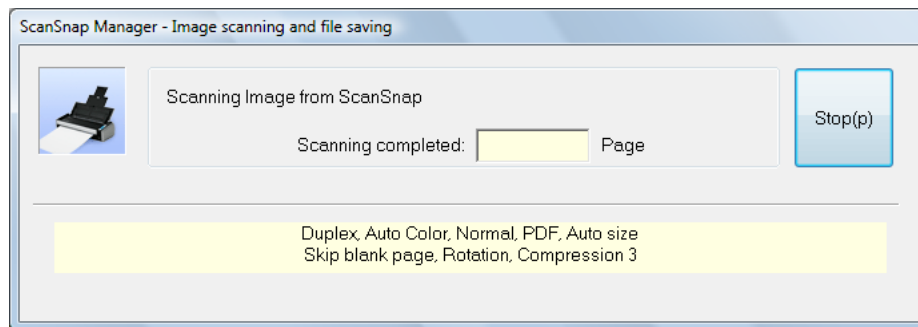 ScanSnap Manager - Image scanning and file saving
Scanning Image from ScanSnap
Stop(p)
Scanning completed: Page
Duplex, Auto Color, Normal, PDF, Auto size
Skip blank page, Rotation, Compression 3